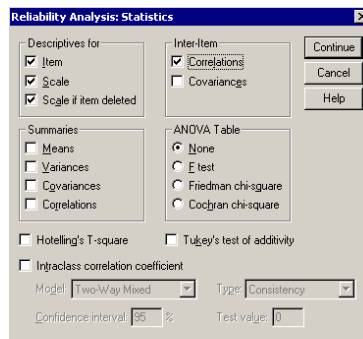 Reliability Analysis: Statistics
Descriptives for
Item
Scale
Scale if item deleted
Inter-Item
Correlations
Covariances
Continue
Cancel
Help
Summaries
Means
Variances
Covariances
Correlations
ANOVA Table
None
F test
Friedman chi-square
Cochran chi-square
Hotelling's T-square
Tukey's test of additivity
Intraclass correlation coefficient
Model: Two-Way Mixed
Type: Consistency
Confidence interval: 95 %
Test value: 0